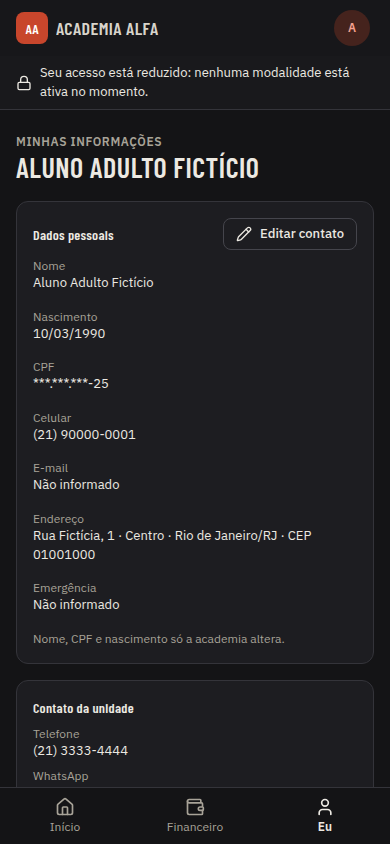 AA ACADEMIA ALFA A
Seu acesso está reduzido: nenhuma modalidade está
ativa no momento.
MINHAS INFORMAÇÕES
ALUNO ADULTO FICTÍCIO
Dados pessoais Editar contato
Nome
Aluno Adulto Fictício
Nascimento
10/03/1990
CPF
***.***.***-25
Celular
(21) 90000-0001
E-mail
Não informado
Endereço
Rua Fictícia, 1 · Centro · Rio de Janeiro/RJ · CEP
01001000
Emergência
Não informado
Nome, CPF e nascimento só a academia altera.
Contato da unidade
Telefone
(21) 3333-4444
WhatsApp
Início Financeiro Eu